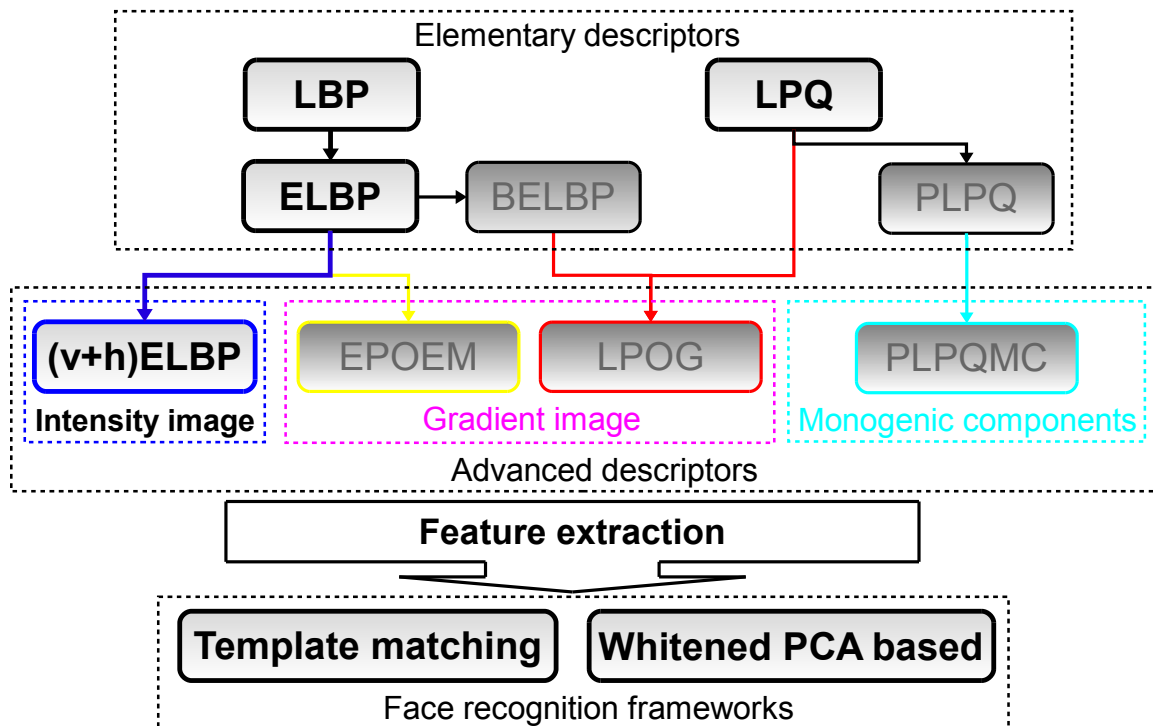 Elementary descriptors
LBP
LPQ
ELBP
BELBP
PLPQ
(v+h)ELBP
EPOEM
LPOG
PLPQMC
Intensity image
Gradient image
Monogenic components
Advanced descriptors
Feature extraction
Template matching
Whitened PCA based
Face recognition frameworks